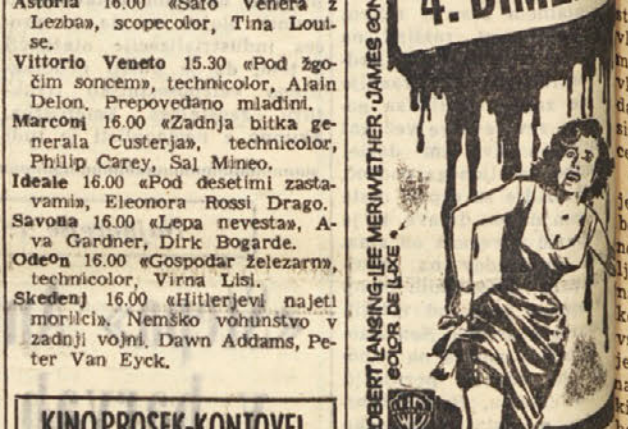 Astoria 16.00 «Safo Venera z
Lezba», scopecolor, Tina Loui-
se.
Vittorio Veneto 15.30 «Pod žgo-
čim soncem», technicolor, Alain
Delon. Prepovedano mladini.
Marconi 16.00 «Zadnja bitka ge-
nerala Custerja», technicolor,
Philip Carey, Sal Mineo.
Ideale 16.00 «Pod desetimi zasta-
vami», Eleonora Rossi, Drago.
Savona 16.00 «Lepa nevesta», A-
va Gardner, Dirk Bogarde.
Odeon 16.00 «Gospodar železarn»,
technicolor, Virna Lisi.
Skedenj 16.00 «Hitlerjevi najeti
morilci». Nemško vohunstvo v
zadnji vojni. Dawn Addams, Pe-
ter Van Eyck.
KINO PROSEK-KONTOVEL
4. DIME
OBERT LANSING·LEE MERIWETHER·JAMES CON
COLOR DE LUXE
WB